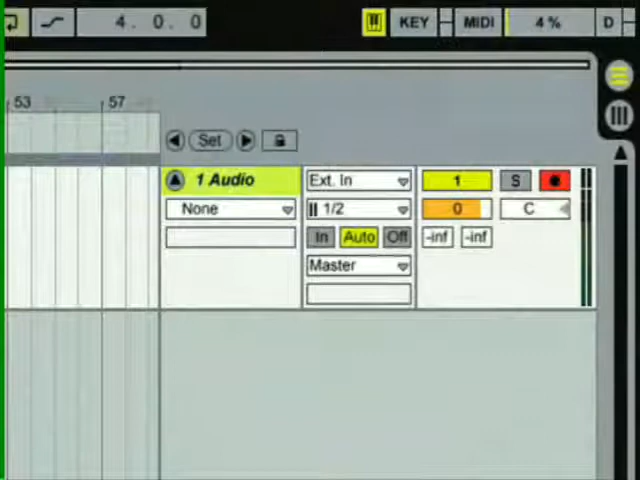 4. 0. 0 KEY MIDI 4 % D
53 57
Set
1 Audio Ext. In 1 S
None 1/2 0 C
In Auto Off -inf -inf
Master